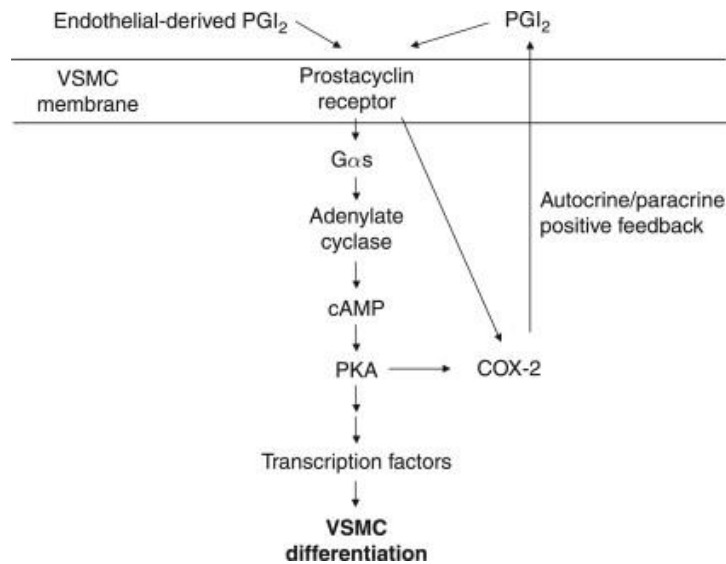 Endothelial-derived PGI₂
PGI₂
VSMC
membrane
Prostacyclin
receptor
Gαs
Adenylate
cyclase
Autocrine/paracrine
positive feedback
cAMP
PKA
COX-2
Transcription factors
VSMC
differentiation